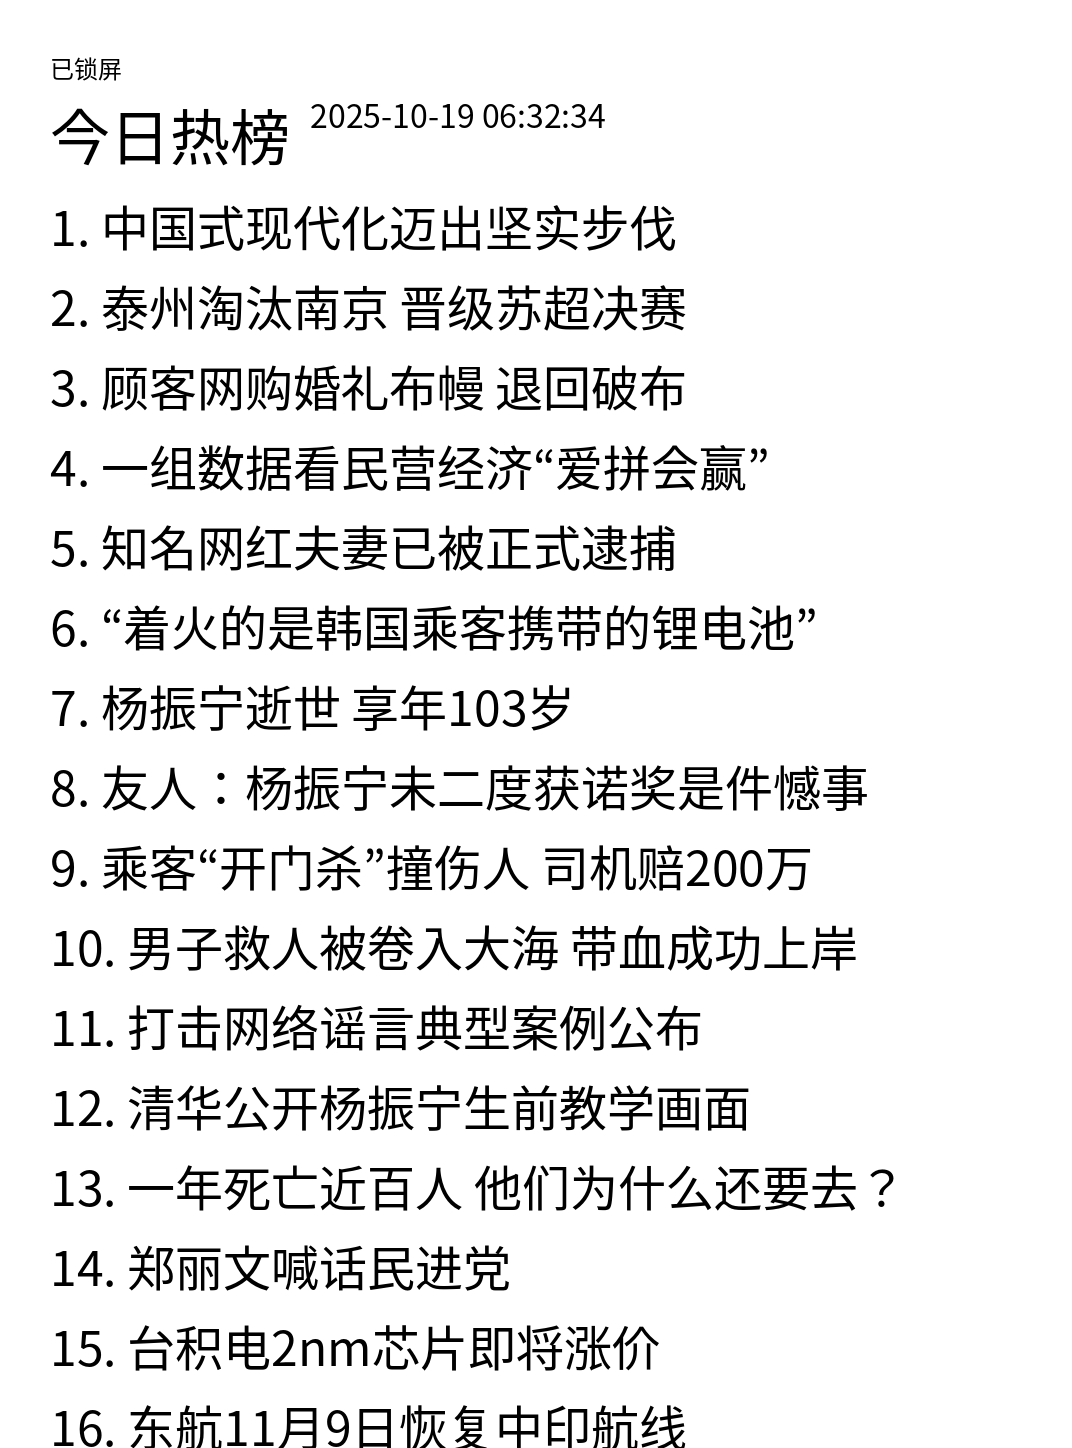 已锁屏
今日热榜 2025-10-19 06:32:34
1. 中国式现代化迈出坚实步伐
2. 泰州淘汰南京 晋级苏超决赛
3. 顾客网购婚礼布幔 退回破布
4. 一组数据看民营经济“爱拼会赢”
5. 知名网红夫妻已被正式逮捕
6. “着火的是韩国乘客携带的锂电池”
7. 杨振宁逝世 享年103岁
8. 友人：杨振宁未二度获诺奖是件憾事
9. 乘客“开门杀”撞伤人 司机赔200万
10. 男子救人被卷入大海 带血成功上岸
11. 打击网络谣言典型案例公布
12. 清华公开杨振宁生前教学画面
13. 一年死亡近百人 他们为什么还要去？
14. 郑丽文喊话民进党
15. 台积电2nm芯片即将涨价
16. 东航11月9日恢复中印航线